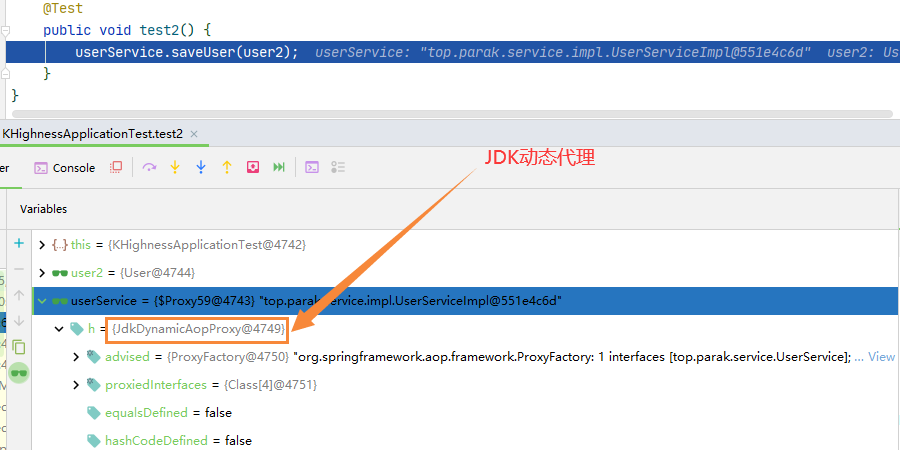 @Test
public void test2() {
userService.saveUser(user2); userService: "top.parak.service.impl.UserServiceImpl@551e4c6d" user2: Us
}
}
KHighnessApplicationTest.test2 ×
er Console
JDK动态代理
Variables
this = {KHighnessApplicationTest@4742}
user2 = {User@4744}
userService = {$Proxy59@4743} "top.parak.service.impl.UserServiceImpl@551e4c6d"
h = {JdkDynamicAopProxy@4749}
advised = {ProxyFactory@4750} "org.springframework.aop.framework.ProxyFactory: 1 interfaces [top.parak.service.UserService]; ... View
proxiedInterfaces = {Class[4]@4751}
equalsDefined = false
hashCodeDefined = false